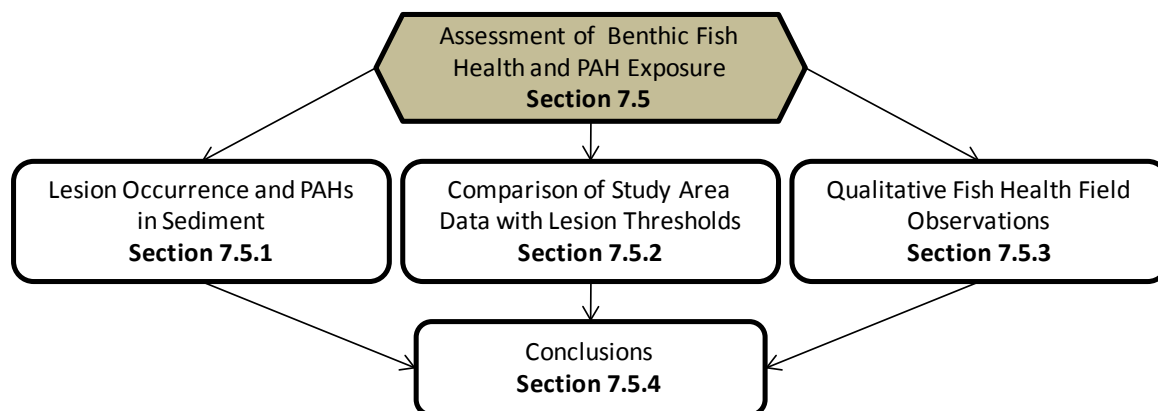 Assessment of Benthic Fish
Health and PAH Exposure
Section 7.5
Lesion Occurrence and PAHs
in Sediment
Section 7.5.1
Comparison of Study Area
Data with Lesion Thresholds
Section 7.5.2
Qualitative Fish Health Field
Observations
Section 7.5.3
Conclusions
Section 7.5.4